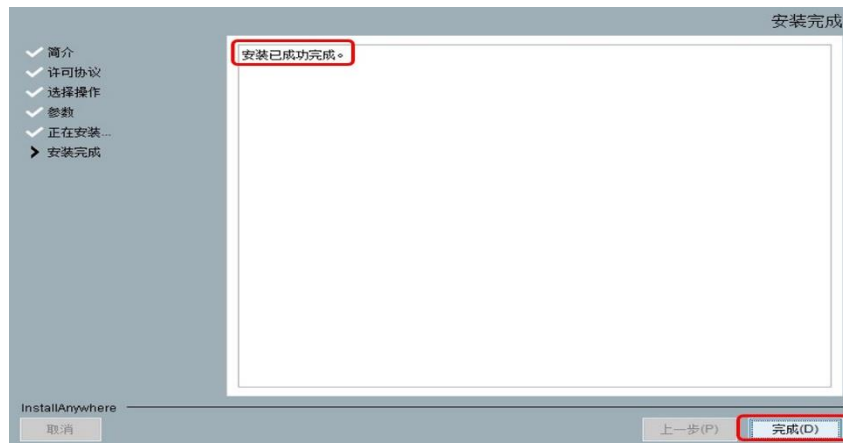 安装完成
简介
许可协议
选择操作
参数
正在安装...
安装完成
安装已成功完成。
InstallAnywhere
取消
上一步(P)
完成(D)